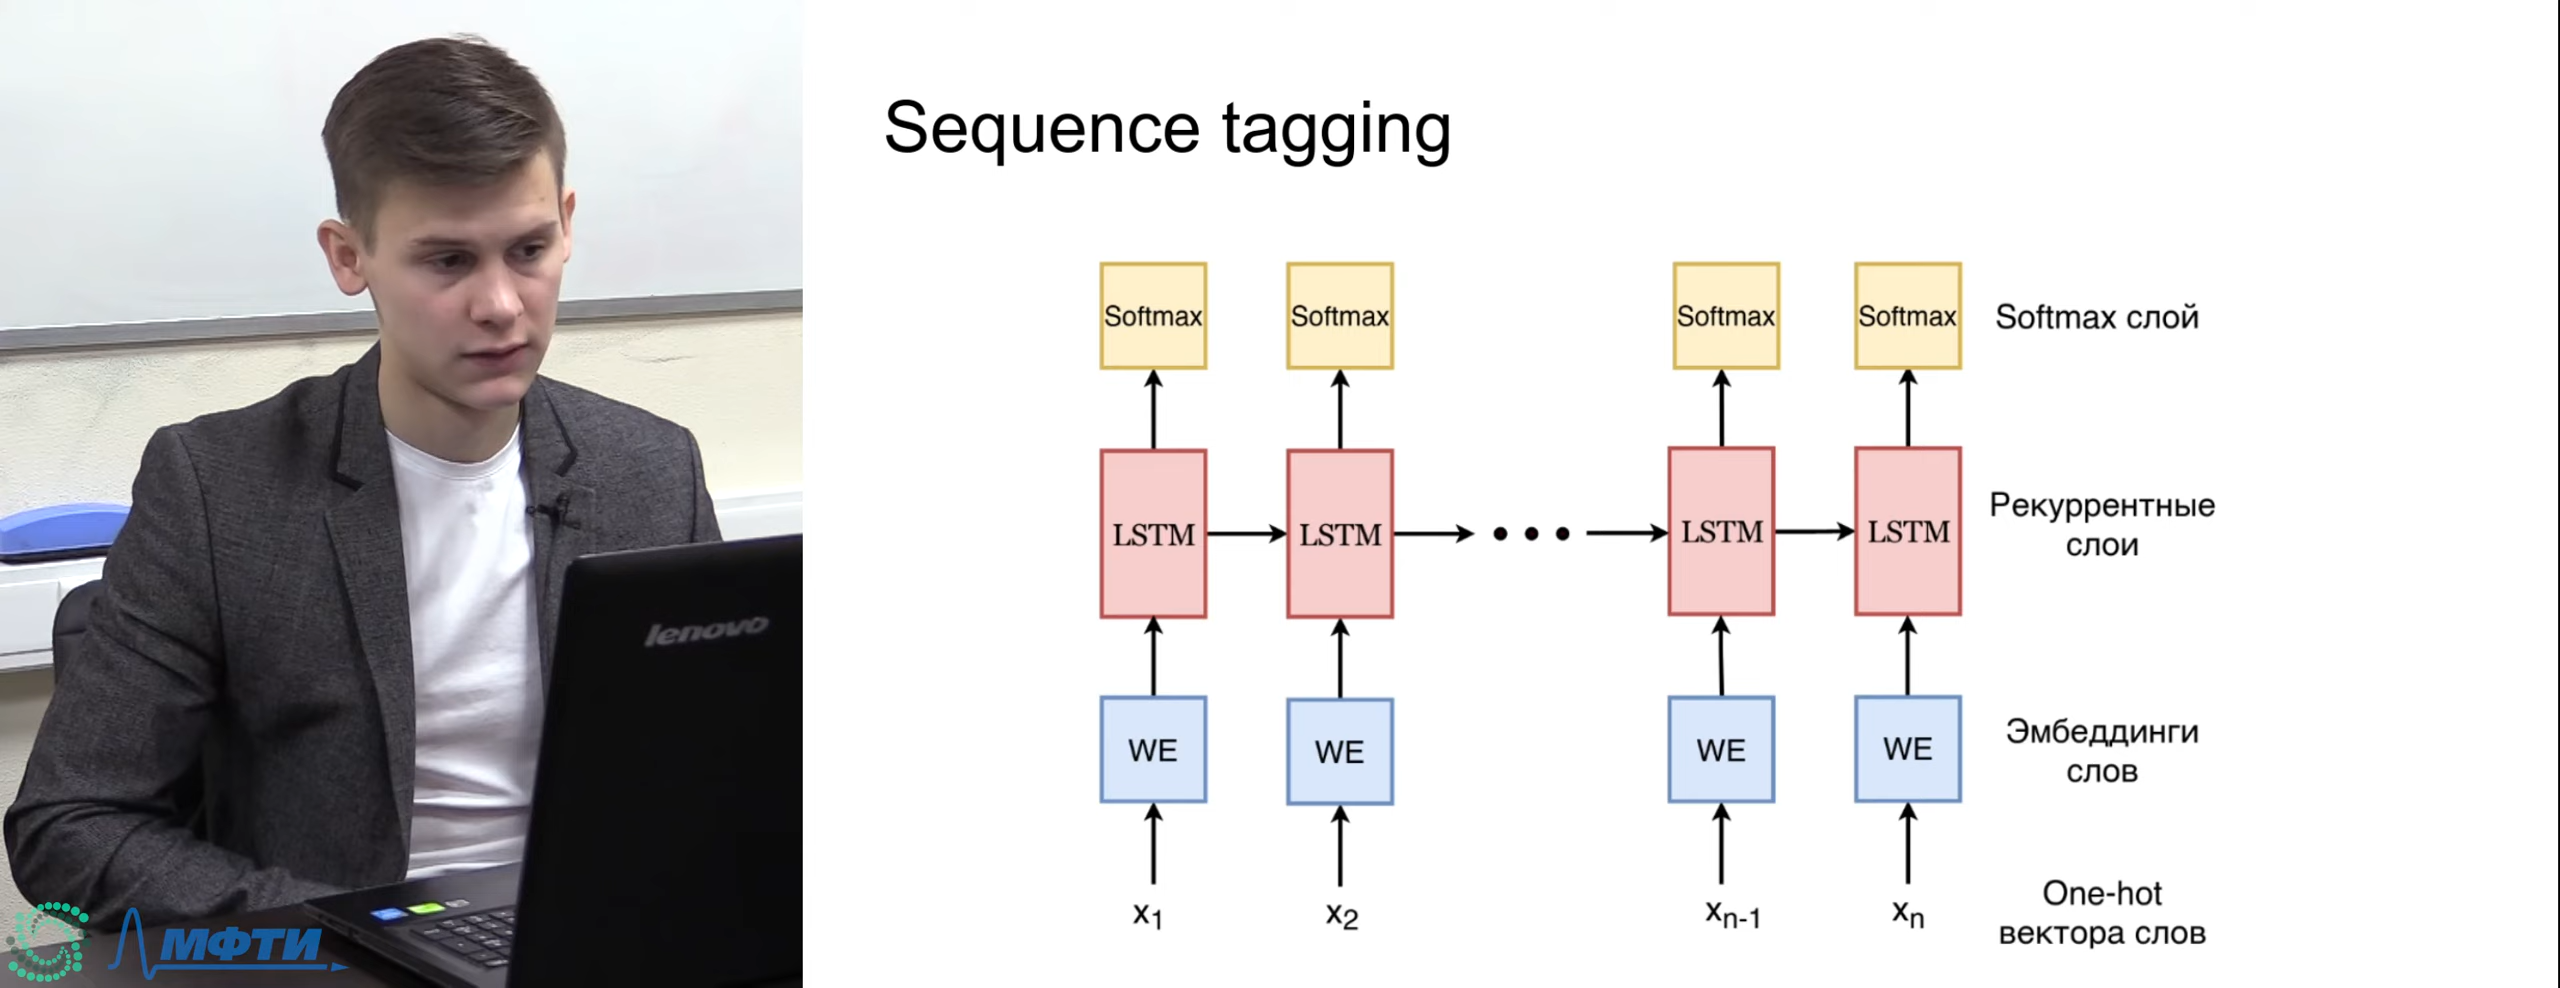 Sequence tagging
Softmax Softmax Softmax Softmax Softmax слой
LSTM LSTM LSTM LSTM Рекуррентные
слои
WE WE WE WE Эмбеддинги
слов
x1 x2 xn-1 xn One-hot
вектора слов
lenovo
МФТИ